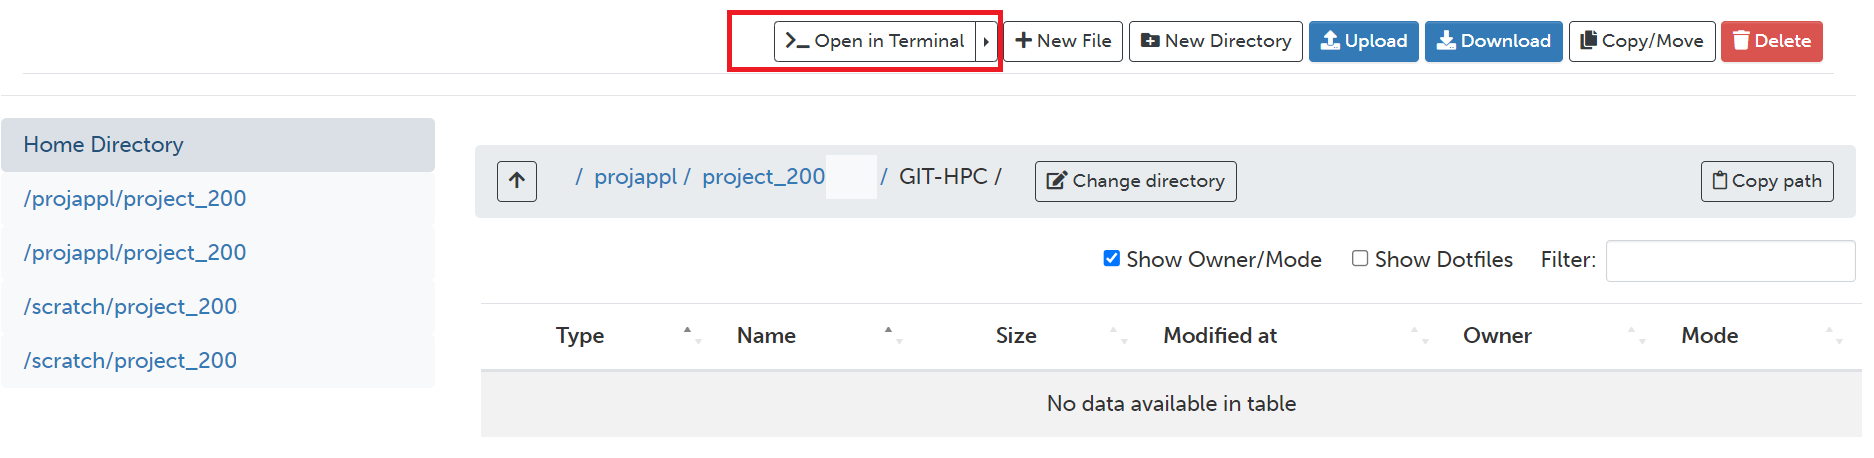 Open in Terminal New File New Directory Upload Download Copy/Move Delete
Home Directory
/projappl/project_200
/projappl/project_200
/scratch/project_200
/scratch/project_200
/ projappl / project_200 / GIT-HPC / Change directory Copy path
Show Owner/Mode Show Dotfiles Filter:
Type Name Size Modified at Owner Mode
No data available in table